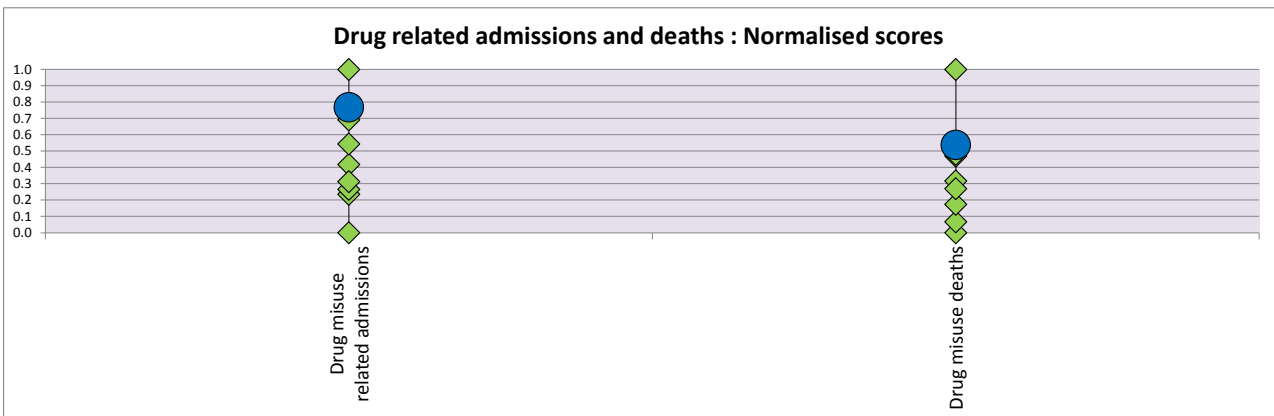 Drug related admissions and deaths : Normalised scores
1.0
0.9
0.8
0.7
0.6
0.5
0.4
0.3
0.2
0.1
0.0
Drug misuse
related admissions
Drug misuse deaths